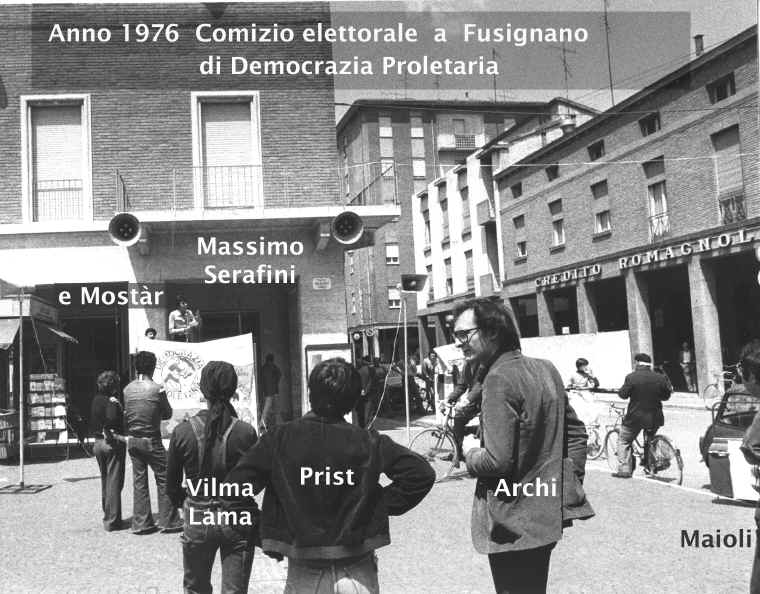 Anno 1976 Comizio elettorale a Fusignano
di Democrazia Proletaria
Massimo
Serafini
e Mostàr
CREDITO ROMAGNOL
Vilma
Lama
Prist
Archi
Maioli